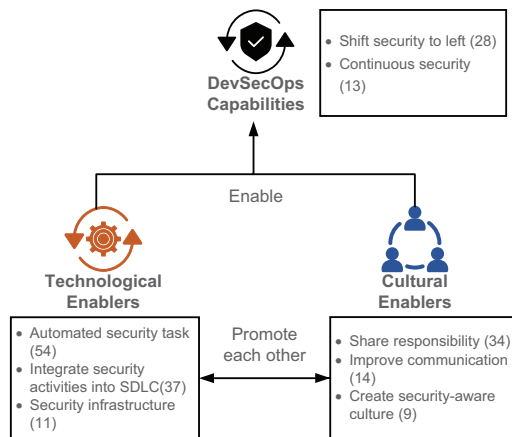 DevSecOps
Capabilities
• Shift security to left (28)
• Continuous security
(13)
Enable
Technological
Enablers
Cultural
Enablers
• Automated security task
(54)
• Integrate security
activities into SDLC(37)
• Security infrastructure
(11)
Promote
each other
• Share responsibility (34)
• Improve communication
(14)
• Create security-aware
culture (9)